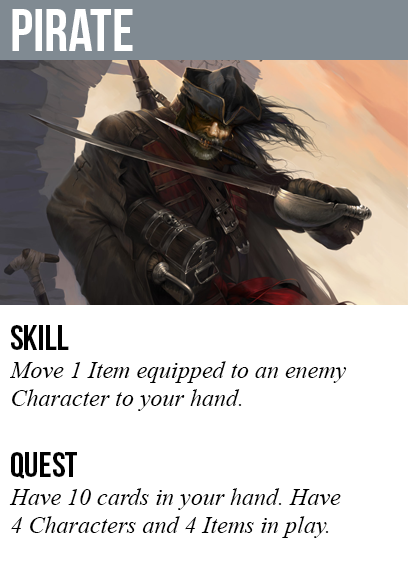 PIRATE
SKILL
Move 1 Item equipped to an enemy
Character to your hand.
QUEST
Have 10 cards in your hand. Have
4 Characters and 4 Items in play.